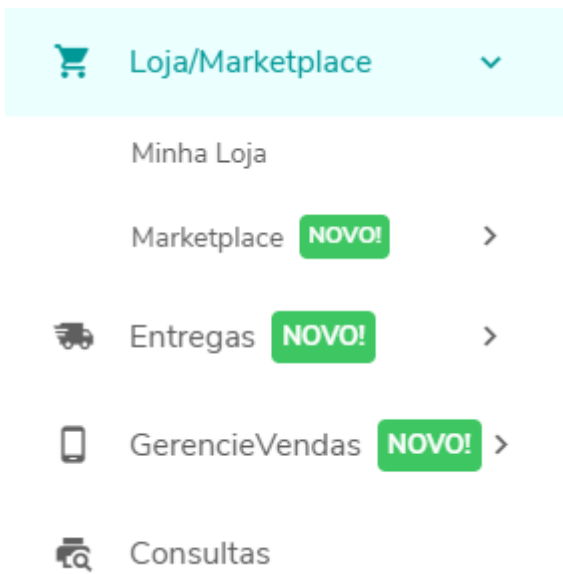 Loja/Marketplace
Minha Loja
Marketplace NOVO!
Entregas NOVO!
GerencieVendas NOVO!
Consultas